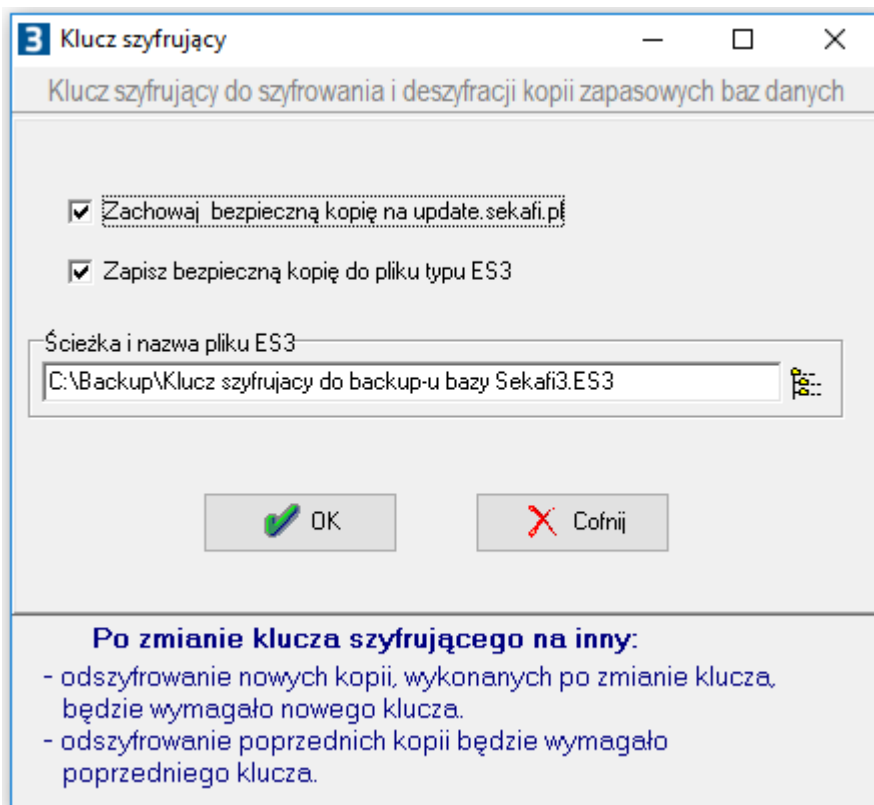 3 Klucz szyfrujący
Klucz szyfrujący do szyfrowania i deszyfracji kopii zapasowych baz danych
Zachowaj  bezpieczną kopię na update.sekafi.pl
Zapisz bezpieczną kopię do pliku typu ES3
Ścieżka i nazwa pliku ES3
C:\Backup\Klucz szyfrujacy do backup-u bazy Sekafi3.ES3
OK Cofnij
Po zmianie klucza szyfrującego na inny:
- odszyfrowanie nowych kopii, wykonanych po zmianie klucza,
będzie wymagało nowego klucza.
- odszyfrowanie poprzednich kopii będzie wymagało
poprzedniego klucza.